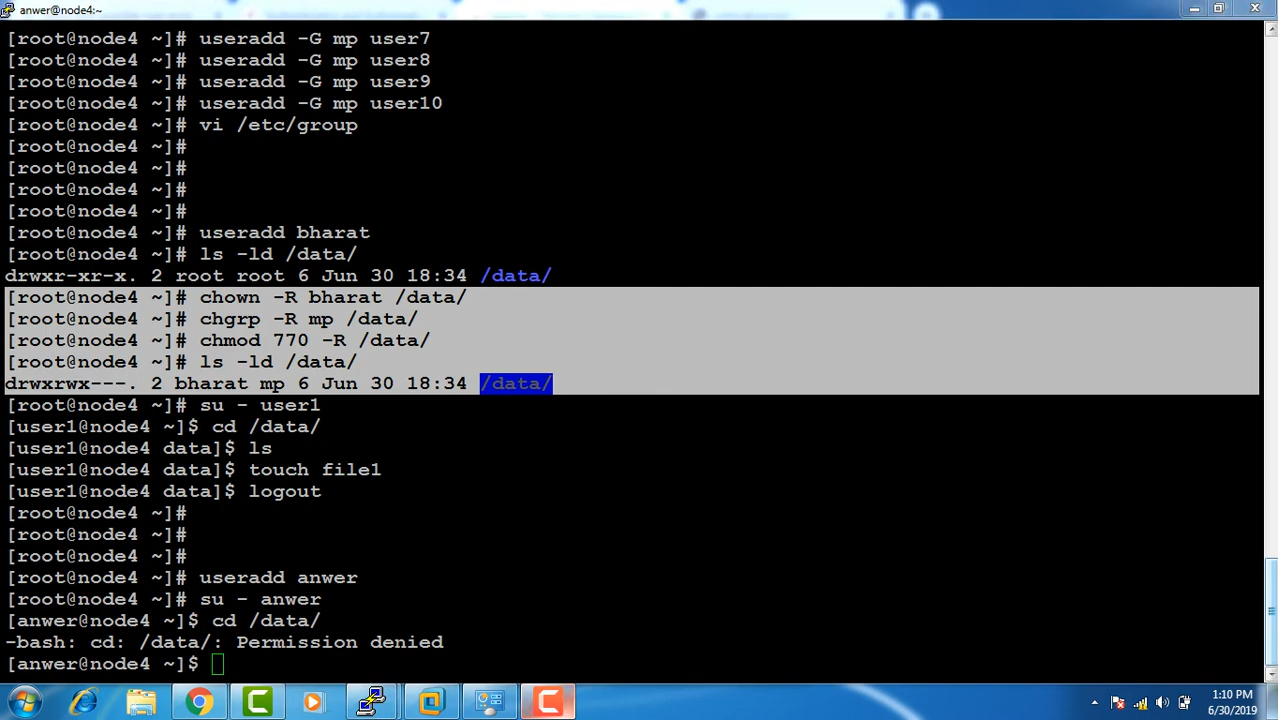 anwer@node4:~
[root@node4 ~]# useradd -G mp user7
[root@node4 ~]# useradd -G mp user8
[root@node4 ~]# useradd -G mp user9
[root@node4 ~]# useradd -G mp user10
[root@node4 ~]# vi /etc/group
[root@node4 ~]#
[root@node4 ~]#
[root@node4 ~]#
[root@node4 ~]#
[root@node4 ~]# useradd bharat
[root@node4 ~]# ls -ld /data/
drwxr-xr-x. 2 root root 6 Jun 30 18:34 /data/
[root@node4 ~]# chown -R bharat /data/
[root@node4 ~]# chgrp -R mp /data/
[root@node4 ~]# chmod 770 -R /data/
[root@node4 ~]# ls -ld /data/
drwxrwx---. 2 bharat mp 6 Jun 30 18:34 /data/
[root@node4 ~]# su - user1
[user1@node4 ~]$ cd /data/
[user1@node4 data]$ ls
[user1@node4 data]$ touch file1
[user1@node4 data]$ logout
[root@node4 ~]#
[root@node4 ~]#
[root@node4 ~]#
[root@node4 ~]# useradd anwer
[root@node4 ~]# su - anwer
[anwer@node4 ~]$ cd /data/
-bash: cd: /data/: Permission denied
[anwer@node4 ~]$
1:10 PM
6/30/2019